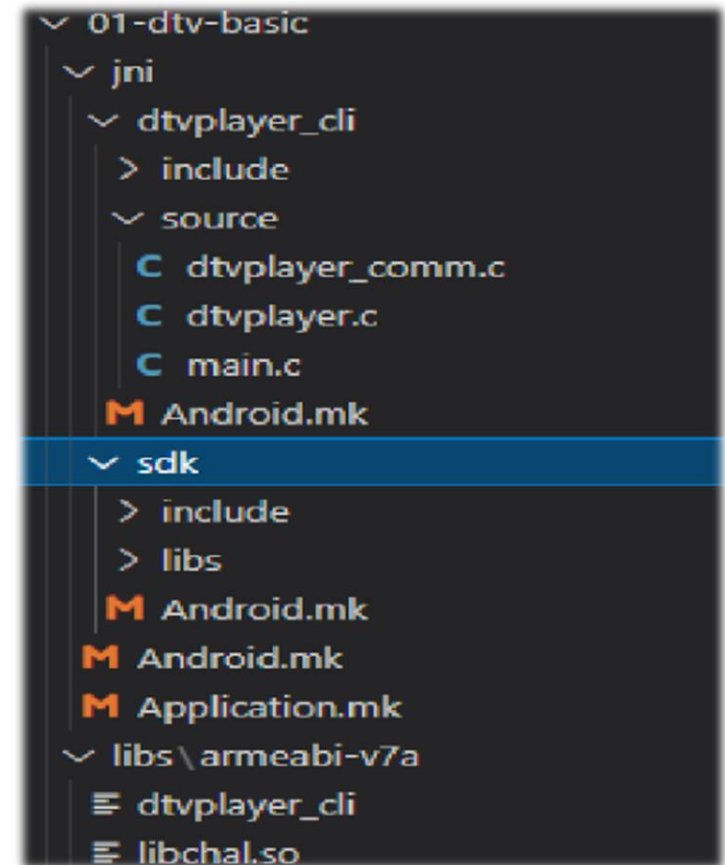 01-dtv-basic
jni
dtvplayer_cli
include
source
C dtvplayer_comm.c
C dtvplayer.c
C main.c
M Android.mk
sdk
include
libs
M Android.mk
M Android.mk
M Application.mk
libs\armeabi-v7a
dtvplayer_cli
libchal.so